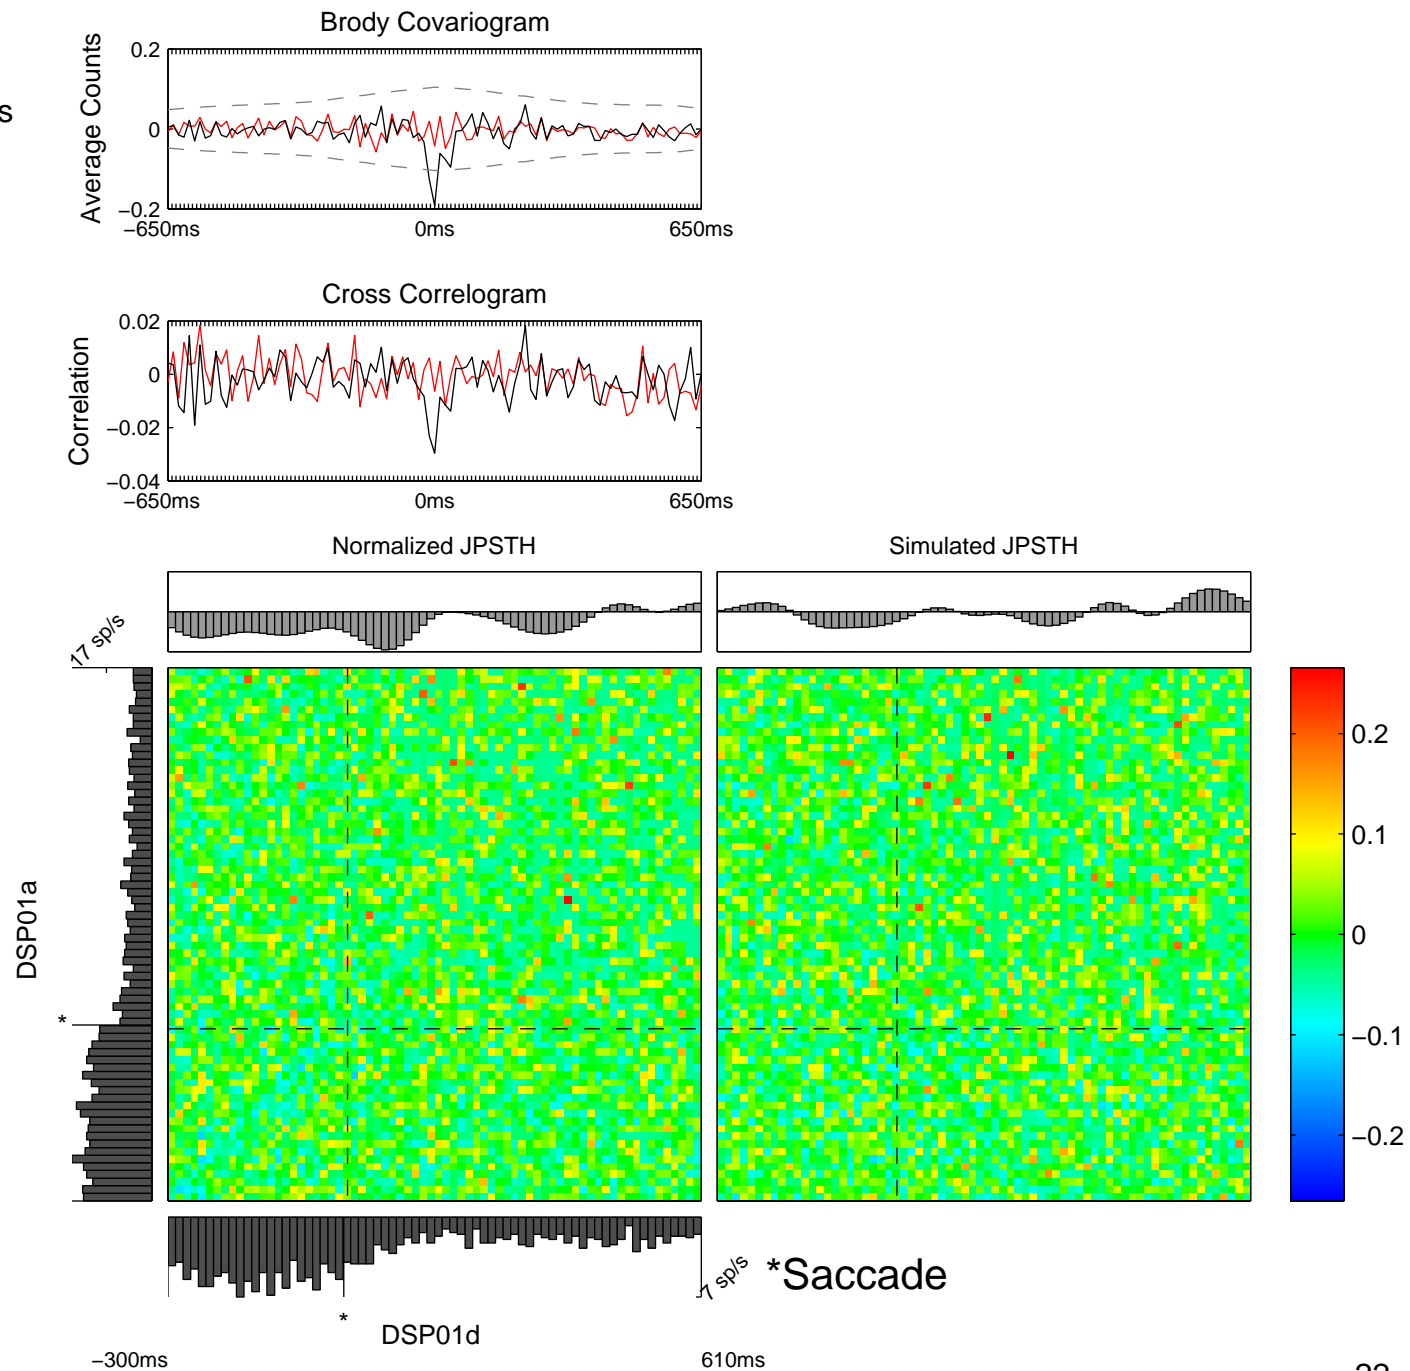 Brody Covariogram
s
Average Counts
0.2
0
−0.2
−650ms
0ms
650ms
Cross Correlogram
Correlation
0.02
0
−0.02
−0.04
−650ms
0ms
650ms
Normalized JPSTH
Simulated JPSTH
17 sp/s
DSP01a
*
0.2
0.1
0
−0.1
−0.2
7 sp/s
*Saccade
*
DSP01d
−300ms
610ms